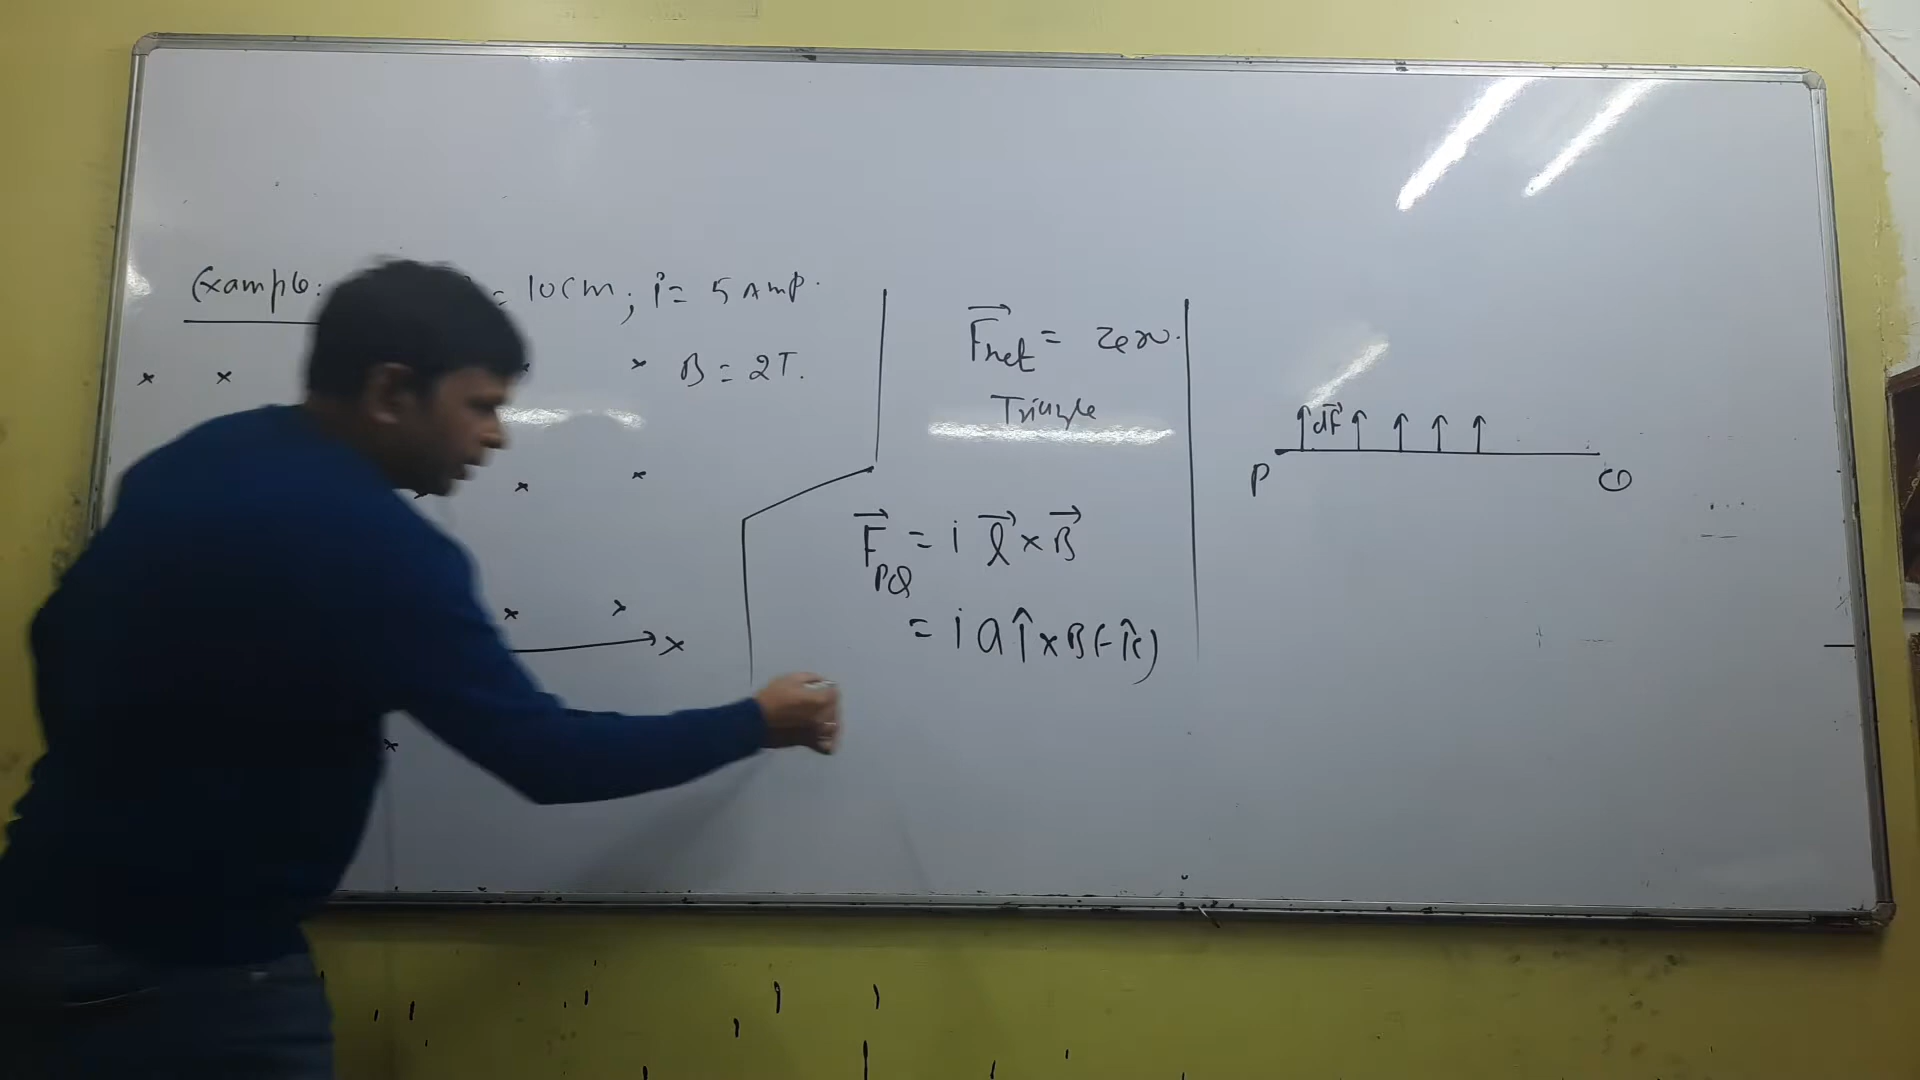 Example: = 10cm; i = 5 Amp.
x x x B = 2T.
x x
x x
X
x
F⃗net = Zero.
Triangle
F⃗PQ = i l⃗ x B⃗
= i a î x B(-k̂)
dF⃗
P Q